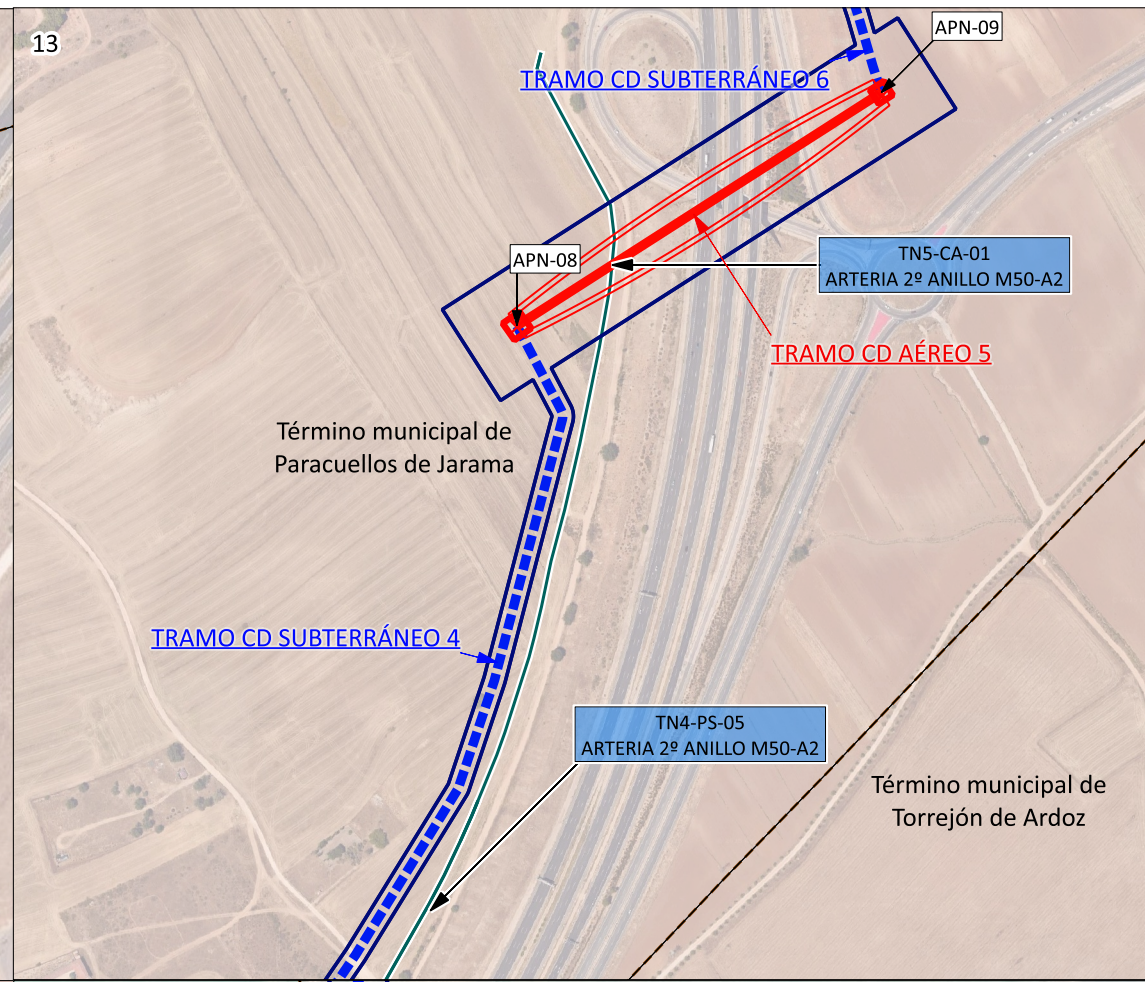 13
APN-09
TRAMO CD SUBTERRÁNEO 6
APN-08
TN5-CA-01
ARTERIA 2º ANILLO M50-A2
TRAMO CD AÉREO 5
Término municipal de
Paracuellos de Jarama
TRAMO CD SUBTERRÁNEO 4
TN4-PS-05
ARTERIA 2º ANILLO M50-A2
Término municipal de
Torrejón de Ardoz